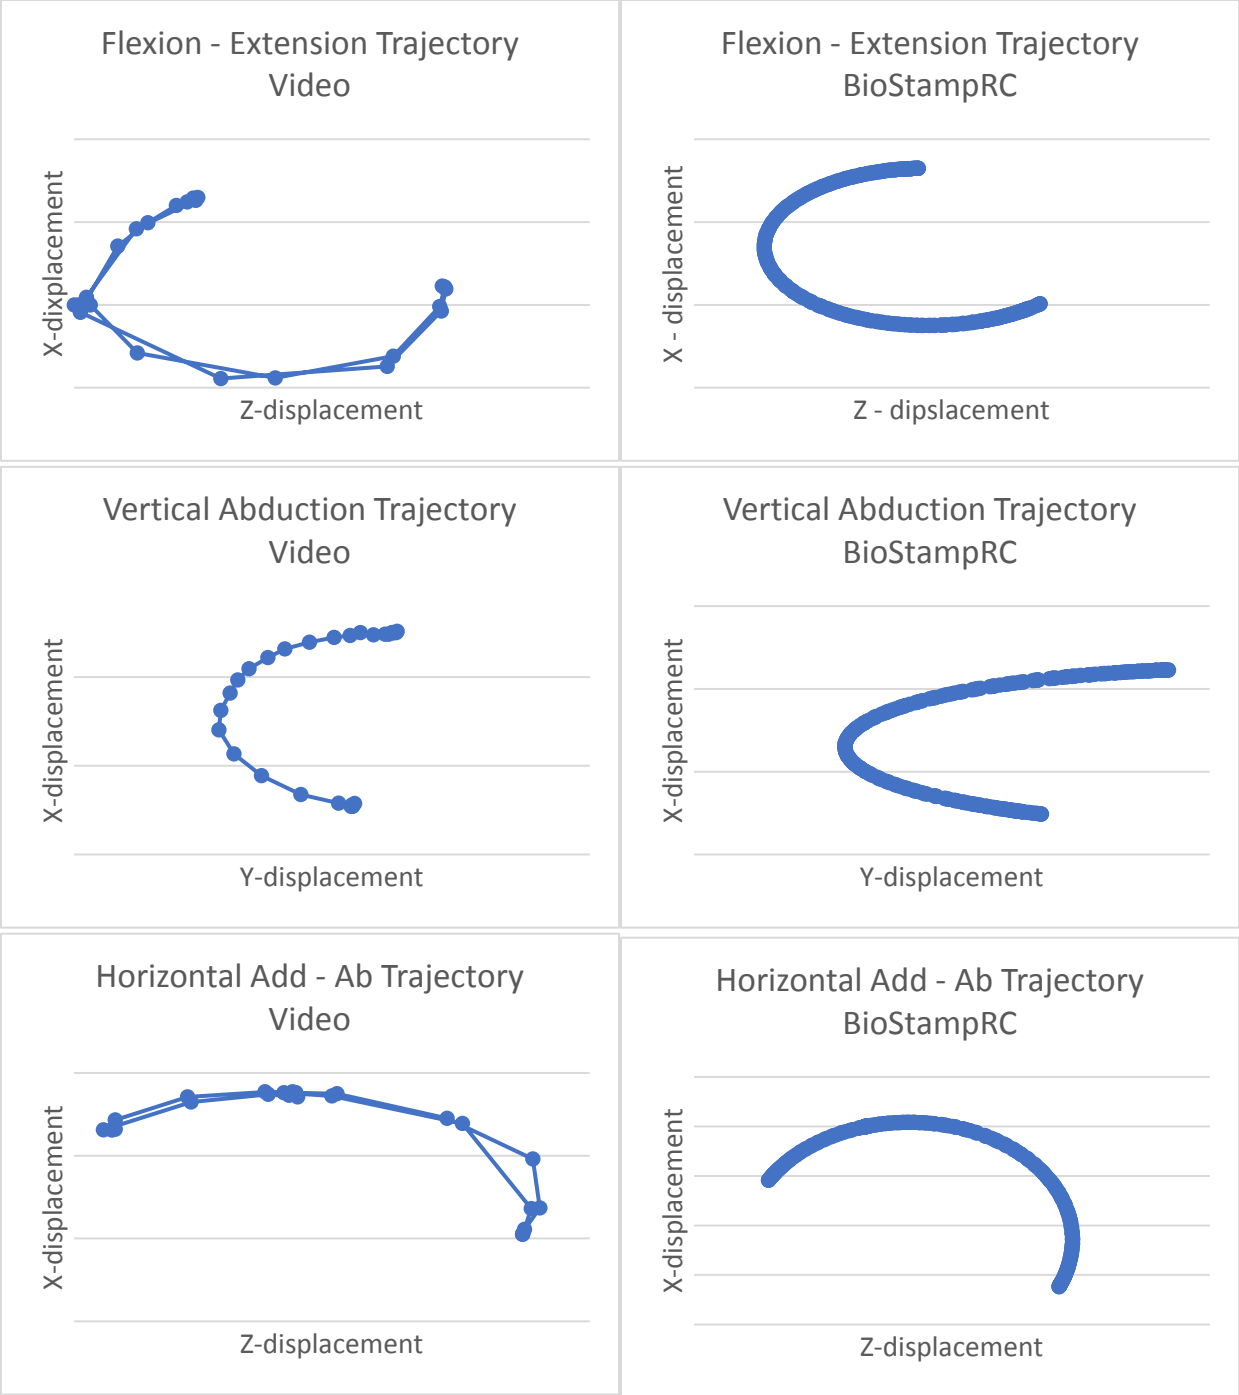 Flexion - Extension Trajectory
Video
X-dixplacement
Z-displacement
Flexion - Extension Trajectory
BioStampRC
X - displacement
Z - dipslacement
Vertical Abduction Trajectory
Video
X-displacement
Y-displacement
Vertical Abduction Trajectory
BioStampRC
X-displacement
Y-displacement
Horizontal Add - Ab Trajectory
Video
X-displacement
Z-displacement
Horizontal Add - Ab Trajectory
BioStampRC
X-displacement
Z-displacement